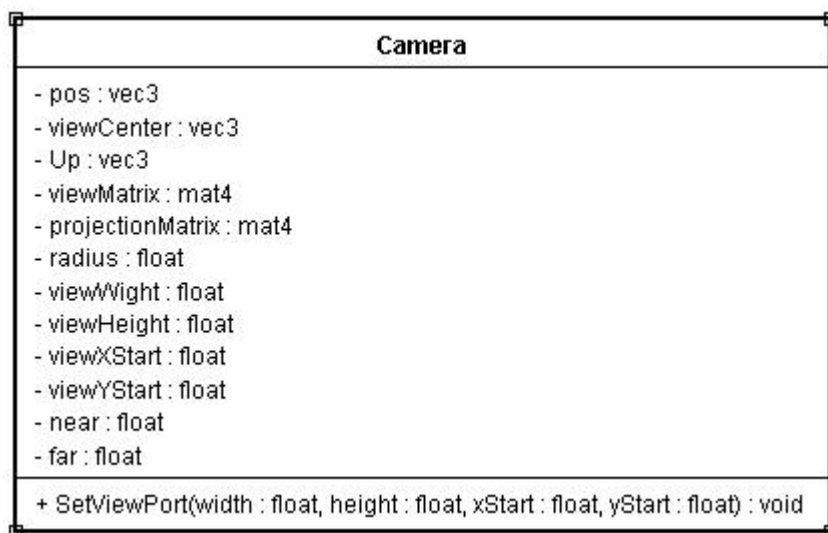 Camera
- pos : vec3
- viewCenter : vec3
- Up : vec3
- viewMatrix : mat4
- projectionMatrix : mat4
- radius : float
- viewWight : float
- viewHeight : float
- viewXStart : float
- viewYStart : float
- near : float
- far : float
+ SetViewPort(width : float, height : float, xStart : float, yStart : float) : void